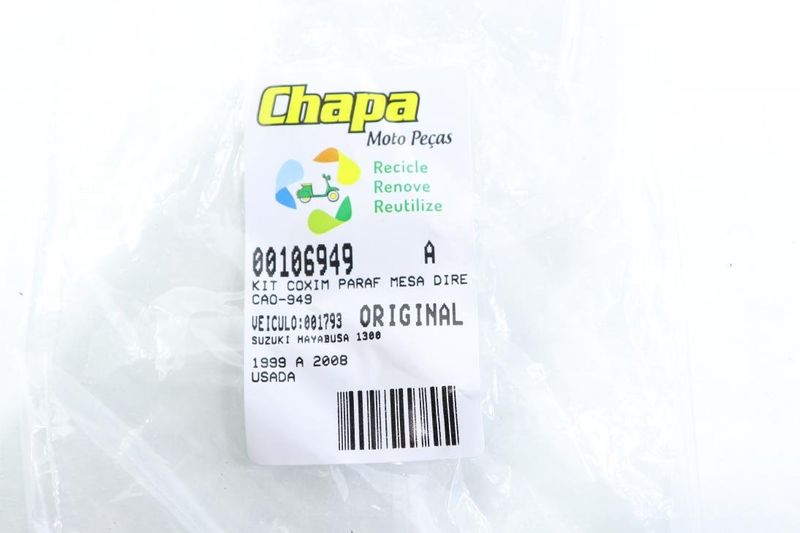 Chapa
Moto Peças
Recicle
Renove
Reutilize
00106949 A
KIT COXIM PARAF MESA DIRE
CAO-949
VEICULO:001793 ORIGINAL
SUZUKI HAYABUSA 1300
1999 A 2008
USADA